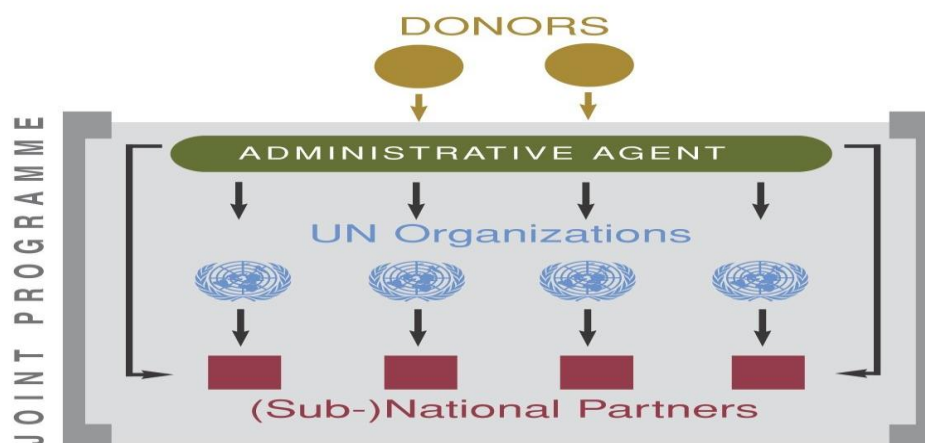 DONORS
JOINT PROGRAMME
ADMINISTRATIVE AGENT
UN Organizations
(Sub-)National Partners